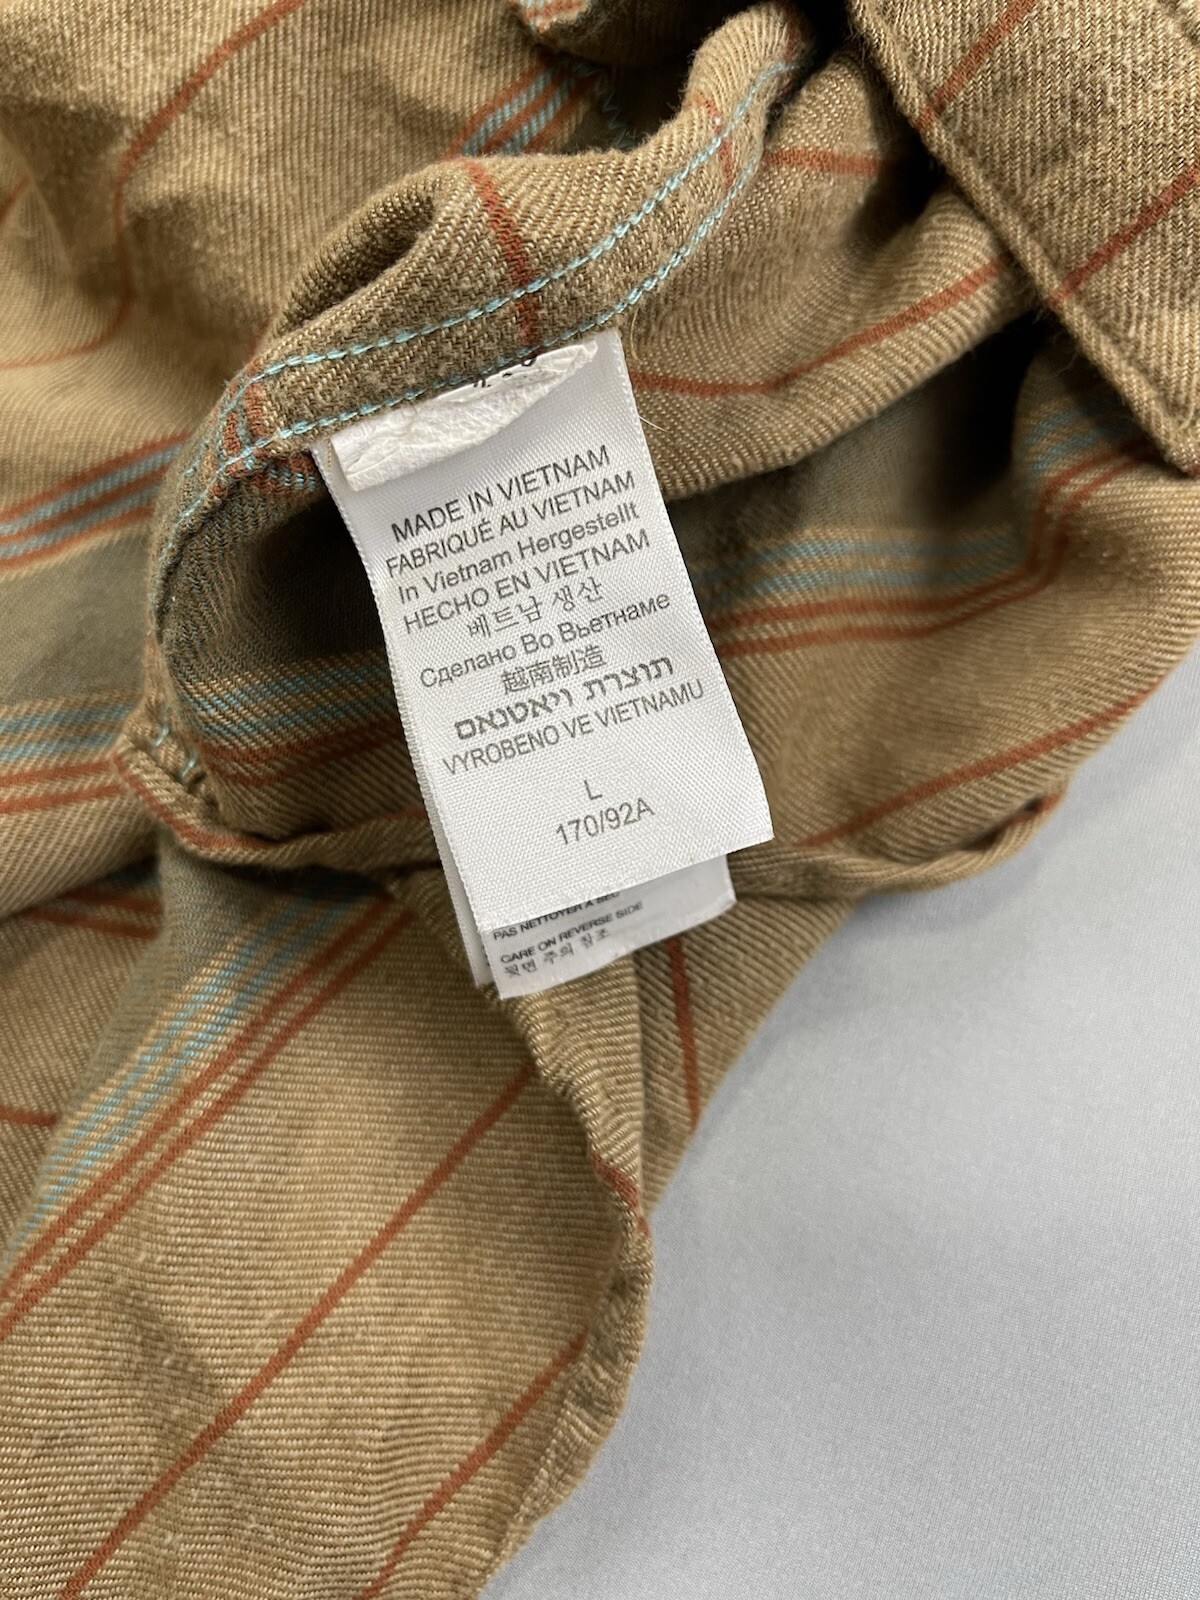 MADE IN VIETNAM
FABRIQUÉ AU VIETNAM
In Vietnam Hergestellt
HECHO EN VIETNAM
베트남 생산
Сделано Во Вьетнаме
越南制造
תוצרת ויאטנאם
VYROBENO VE VIETNAMU
L
170/92A
PAS NETTOYER À SEC
CARE ON REVERSE SIDE
뒷면 주의 참조